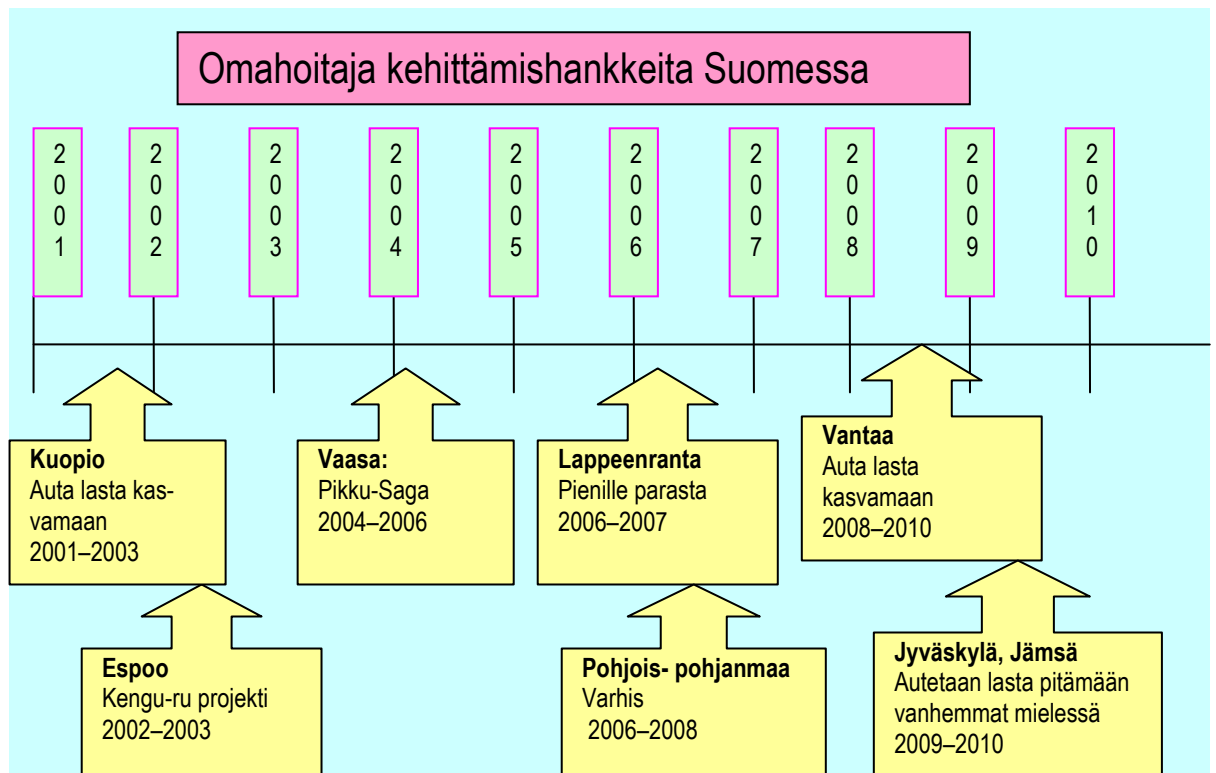 Omahoitaja kehittämishankkeita Suomessa
2001
2002
2003
2004
2005
2006
2007
2008
2009
2010
Kuopio
Auta lasta kas-
vamaan
2001–2003
Vaasa:
Pikku-Saga
2004–2006
Lappeenranta
Pienille parasta
2006–2007
Vantaa
Auta lasta
kasvamaan
2008–2010
Espoo
Kengu-ru projekti
2002–2003
Pohjois- pohjanmaa
Varhis
2006–2008
Jyväskylä, Jämsä
Autetaan lasta pitämään
vanhemmat mielessä
2009–2010